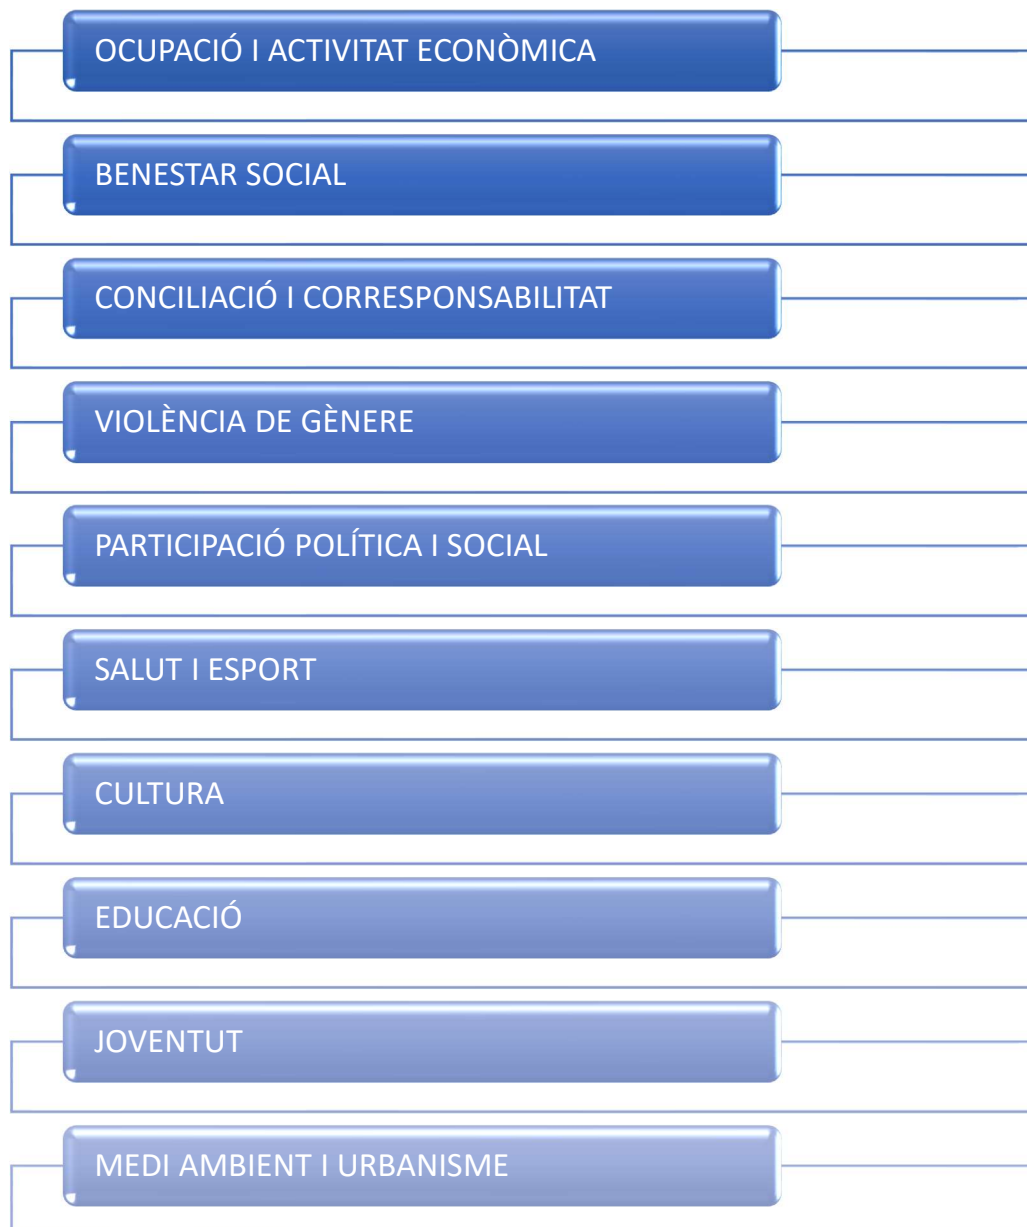 OCUPACIÓ I ACTIVITAT ECONÒMICA
BENESTAR SOCIAL
CONCILIACIÓ I CORRESPONSABILITAT
VIOLÈNCIA DE GÈNERE
PARTICIPACIÓ POLÍTICA I SOCIAL
SALUT I ESPORT
CULTURA
EDUCACIÓ
JOVENTUT
MEDI AMBIENT I URBANISME